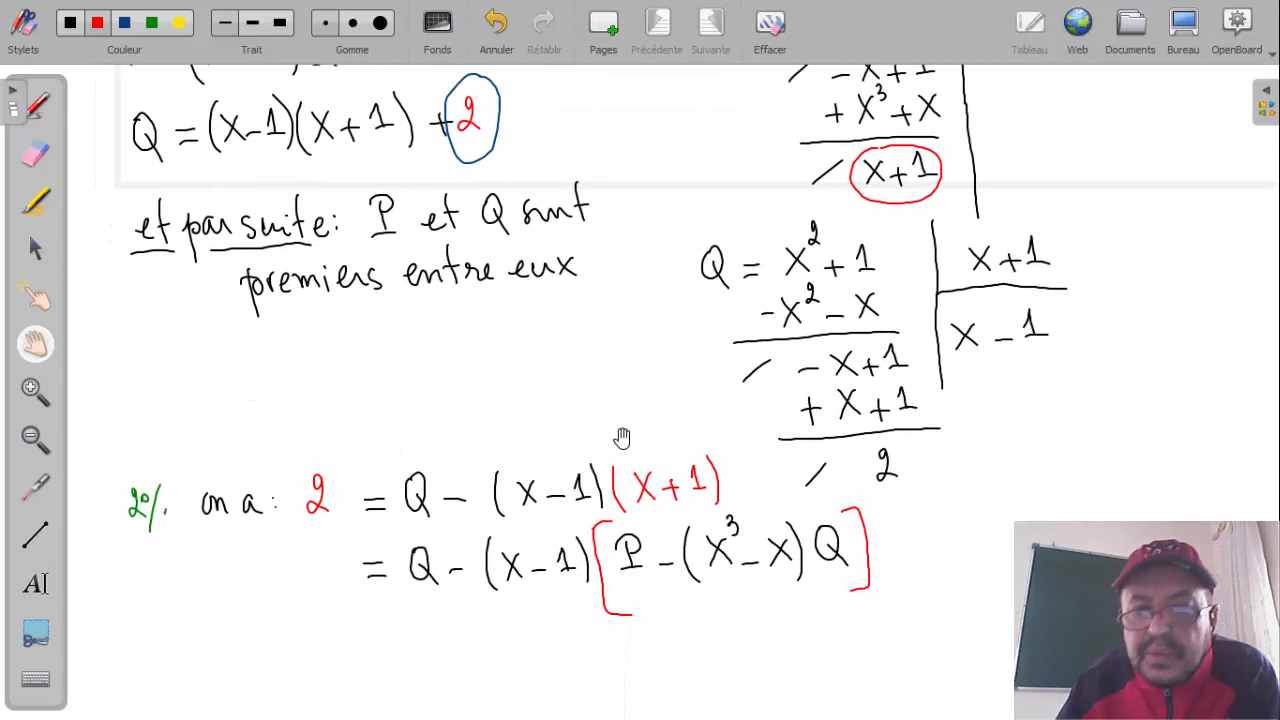 Stylets Couleur Trait Gomme Fonds Annuler Rétablir Pages Précédente Suivante Effacer Tableau Web Documents Bureau OpenBoard
Q = (X-1)(X+1) + 2
et par suite: P et Q sunt
premiers entre eux
- X+1
+ X³ + X
X+1
Q = X² + 1
X+1
- X² - X
X - 1
- X+1
+ X+1
2
2°/. on a: 2 = Q - (X-1)(X+1)
= Q - (X-1)[P - (X³ - X)Q]
AI